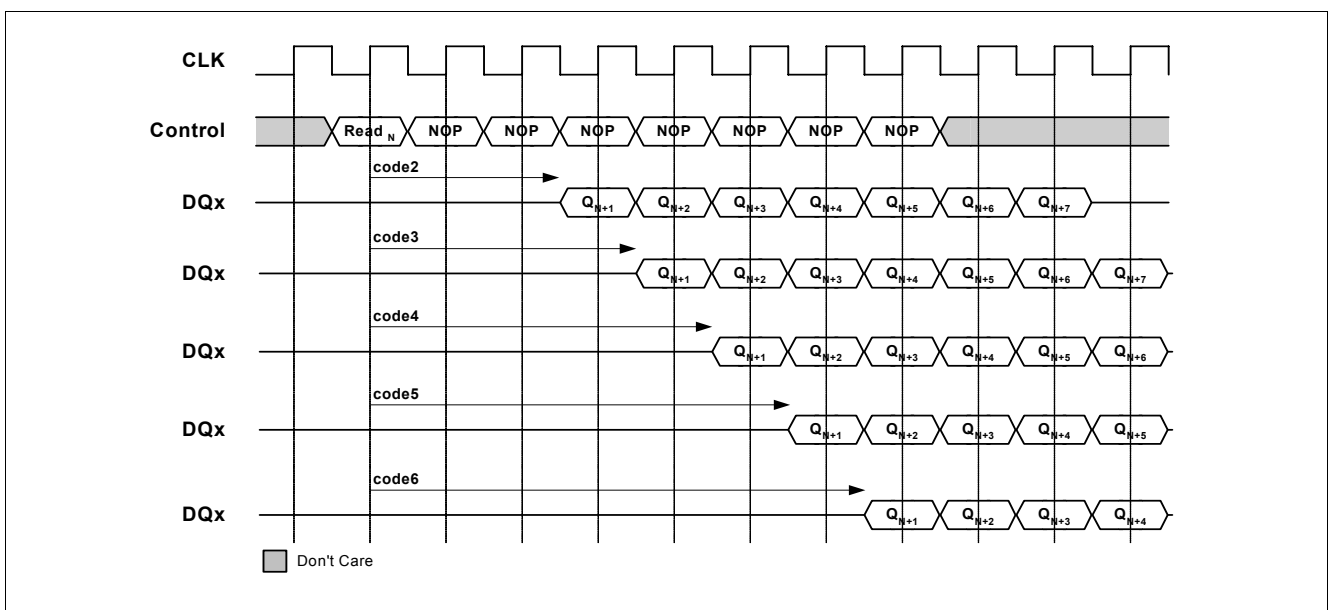 CLK
Control Read N NOP NOP NOP NOP NOP NOP NOP
code2
DQx QN+1 QN+2 QN+3 QN+4 QN+5 QN+6 QN+7
code3
DQx QN+1 QN+2 QN+3 QN+4 QN+5 QN+6 QN+7
code4
DQx QN+1 QN+2 QN+3 QN+4 QN+5 QN+6
code5
DQx QN+1 QN+2 QN+3 QN+4 QN+5
code6
DQx QN+1 QN+2 QN+3 QN+4
Don't Care